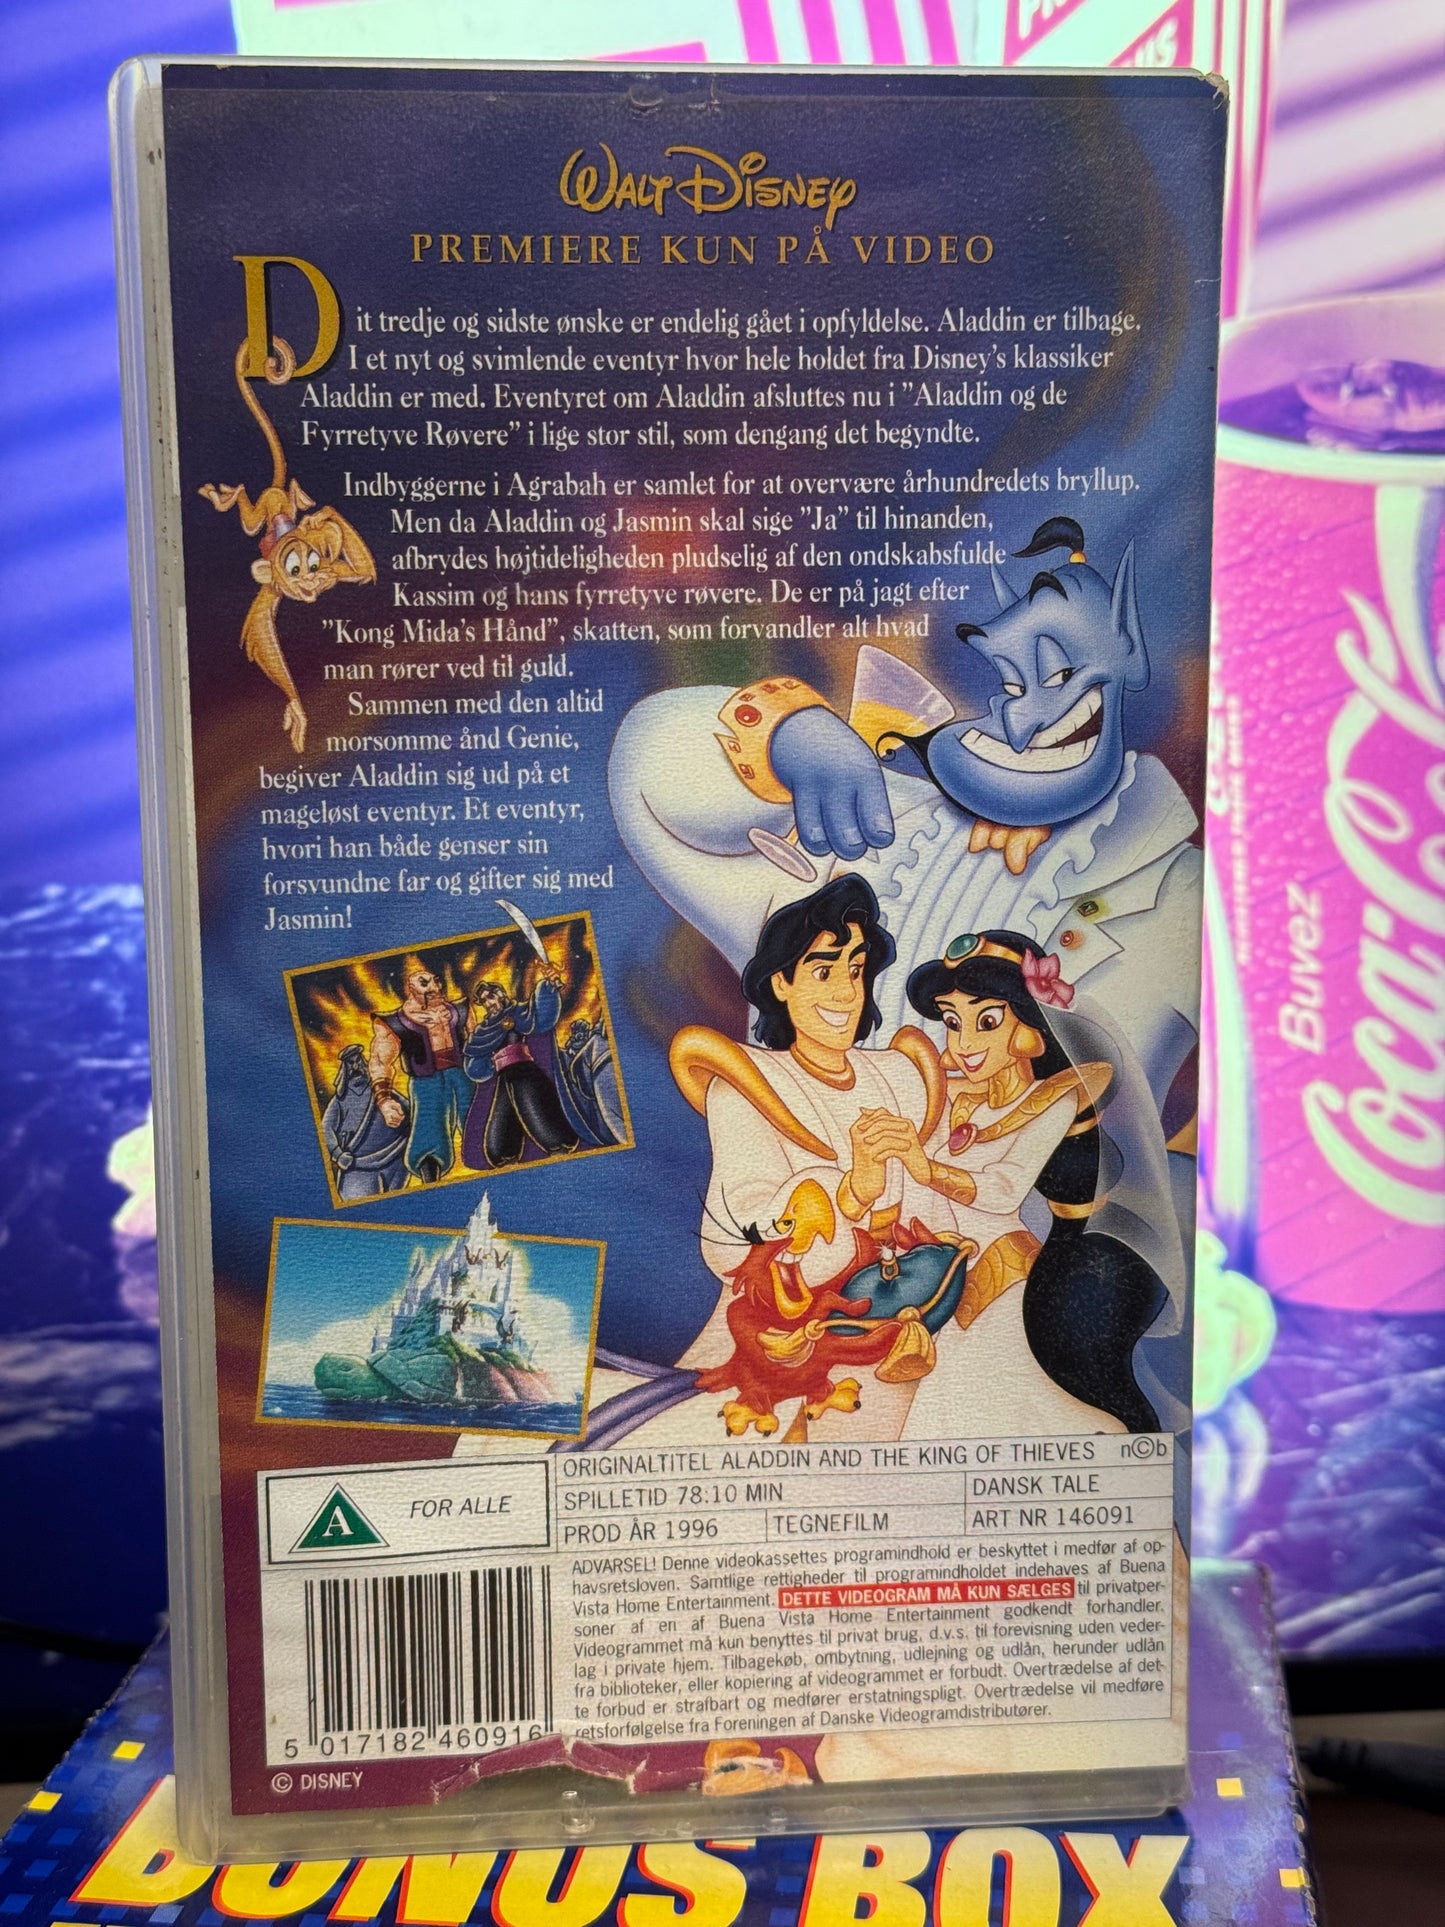 WALT DISNEY
PREMIERE KUN PÅ VIDEO
Dit tredje og sidste ønske er endelig gået i opfyldelse. Aladdin er tilbage.
I et nyt og svimlende eventyr hvor hele holdet fra Disney's klassiker
Aladdin er med. Eventyret om Aladdin afsluttes nu i "Aladdin og de
Fyrretyve Røvere" i lige stor stil, som dengang det begyndte.
Indbyggerne i Agrabah er samlet for at overvære århundredets bryllup.
Men da Aladdin og Jasmin skal sige "Ja" til hinanden,
afbrydes højtideligheden pludselig af den ondskabsfulde
Kassim og hans fyrretyve røvere. De er på jagt efter
"Kong Mida's Hånd", skatten, som forvandler alt hvad
man rører ved til guld.
Sammen med den altid
morsomme ånd Genie,
begiver Aladdin sig ud på et
mageløst eventyr. Et eventyr,
hvori han både genser sin
forsvundne far og gifter sig med
Jasmin!
A FOR ALLE
ORIGINALTITEL ALADDIN AND THE KING OF THIEVES n©b
SPILLETID 78:10 MIN DANSK TALE
PROD ÅR 1996 TEGNEFILM ART NR 146091
ADVARSEL! Denne videokassettes programindhold er beskyttet i medfør af op-
havsretsloven. Samtlige rettigheder til programindholdet indehaves af Buena
Vista Home Entertainment. DETTE VIDEOGRAM MÅ KUN SÆLGES til privatper-
soner af en af Buena Vista Home Entertainment godkendt forhandler.
Videogrammet må kun benyttes til privat brug, d.v.s. til forevisning uden veder-
lag i private hjem. Tilbagekøb, ombytning, udlejning og udlån, herunder udlån
fra biblioteker, eller kopiering af videogrammet er forbudt. Overtrædelse af det-
te forbud er strafbart og medfører erstatningspligt. Overtrædelse vil medføre
retsforfølgelse fra Foreningen af Danske Videogramdistributører.
5 017182 460916
© DISNEY
Buvez
Coca-Co
BONUS BOX